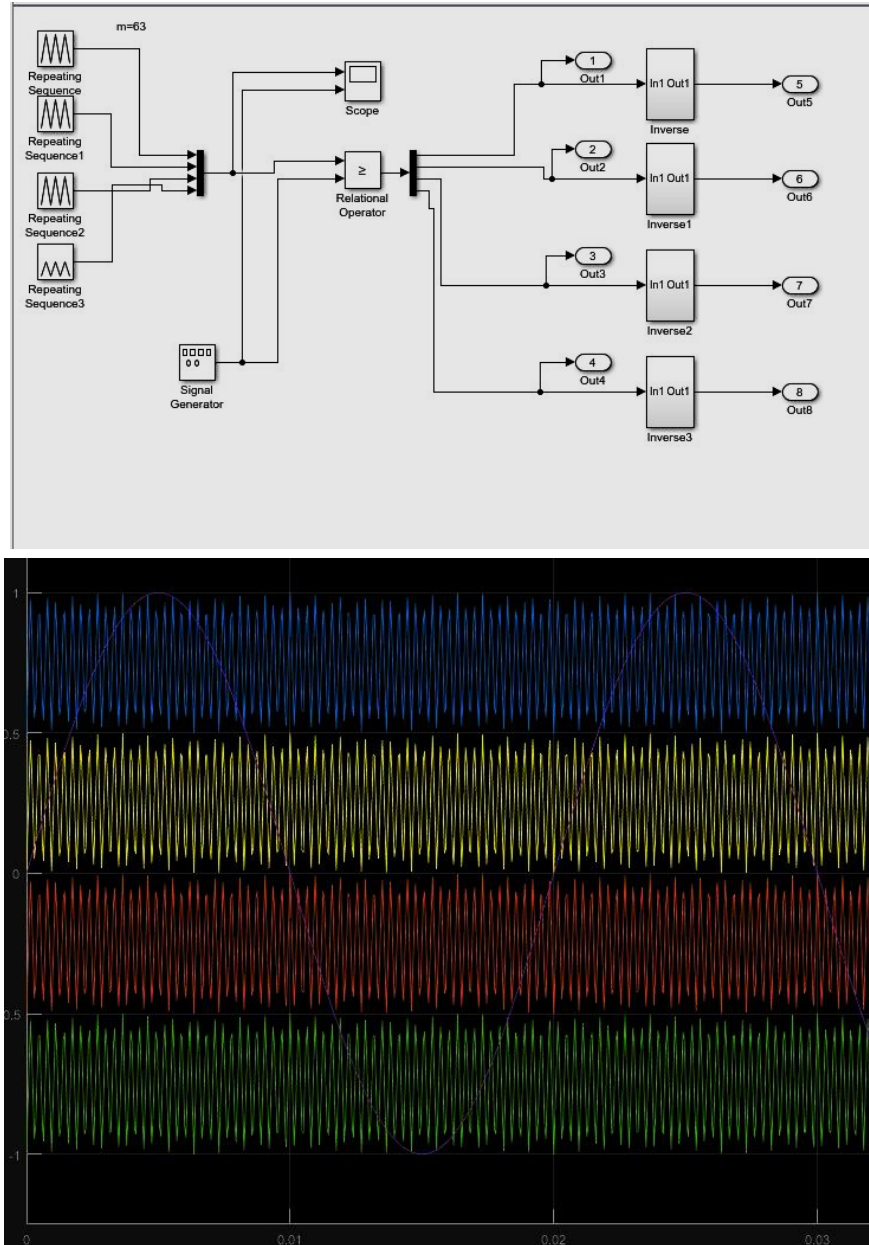 m=63
Repeating
Sequence
Repeating
Sequence1
Repeating
Sequence2
Repeating
Sequence3
Signal
Generator
Scope
≥
Relational
Operator
1
Out1
In1 Out1
Inverse
5
Out5
2
Out2
In1 Out1
Inverse1
6
Out6
3
Out3
In1 Out1
Inverse2
7
Out7
4
Out4
In1 Out1
Inverse3
8
Out8
1
0.5
0
0.5
-1
0
0.01
0.02
0.03